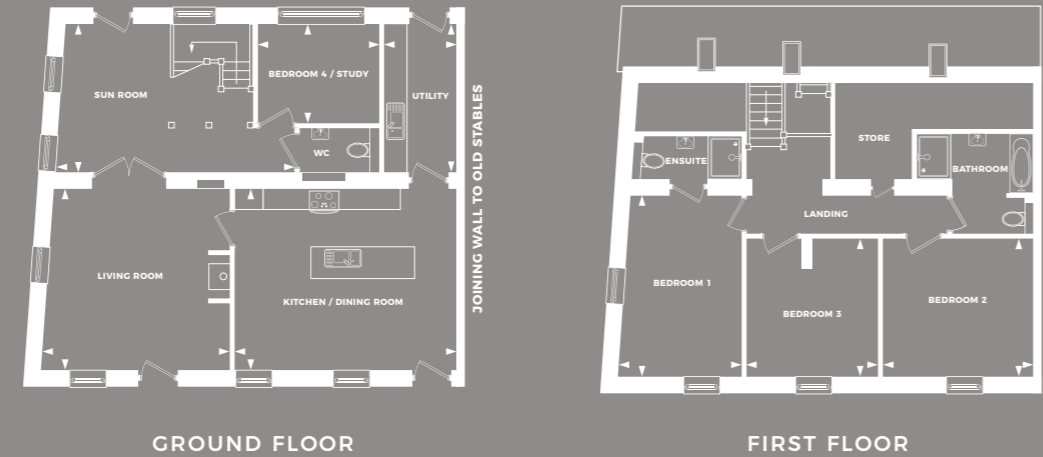 BEDROOM 4 / STUDY
SUN ROOM
UTILITY
WC
JOINING WALL TO OLD STABLES
LIVING ROOM
KITCHEN / DINING ROOM
GROUND FLOOR
STORE
ENSUITE
BATHROOM
LANDING
BEDROOM 1
BEDROOM 2
BEDROOM 3
FIRST FLOOR